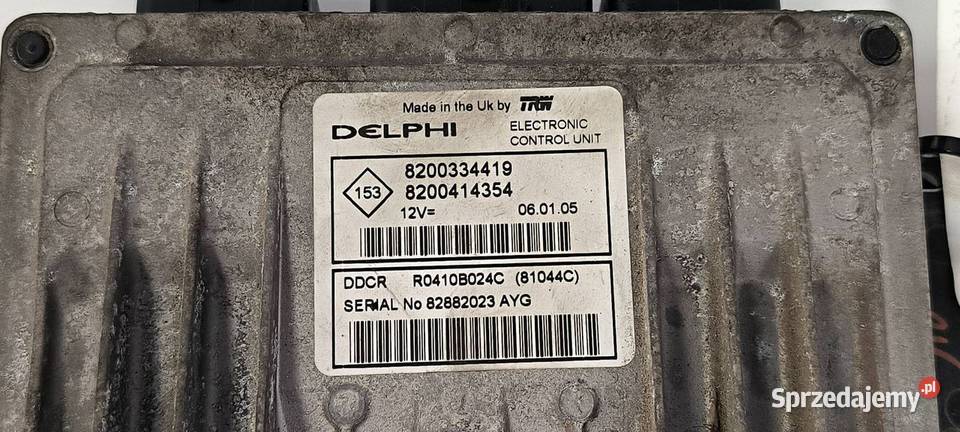 Made in the Uk by TRW
DELPHI
ELECTRONIC
CONTROL UNIT
153
8200334419
8200414354
12V= 06.01.05
DDCR R0410B024C (81044C)
SERIAL No 82882023 AYG
Sprzedajemy.pl